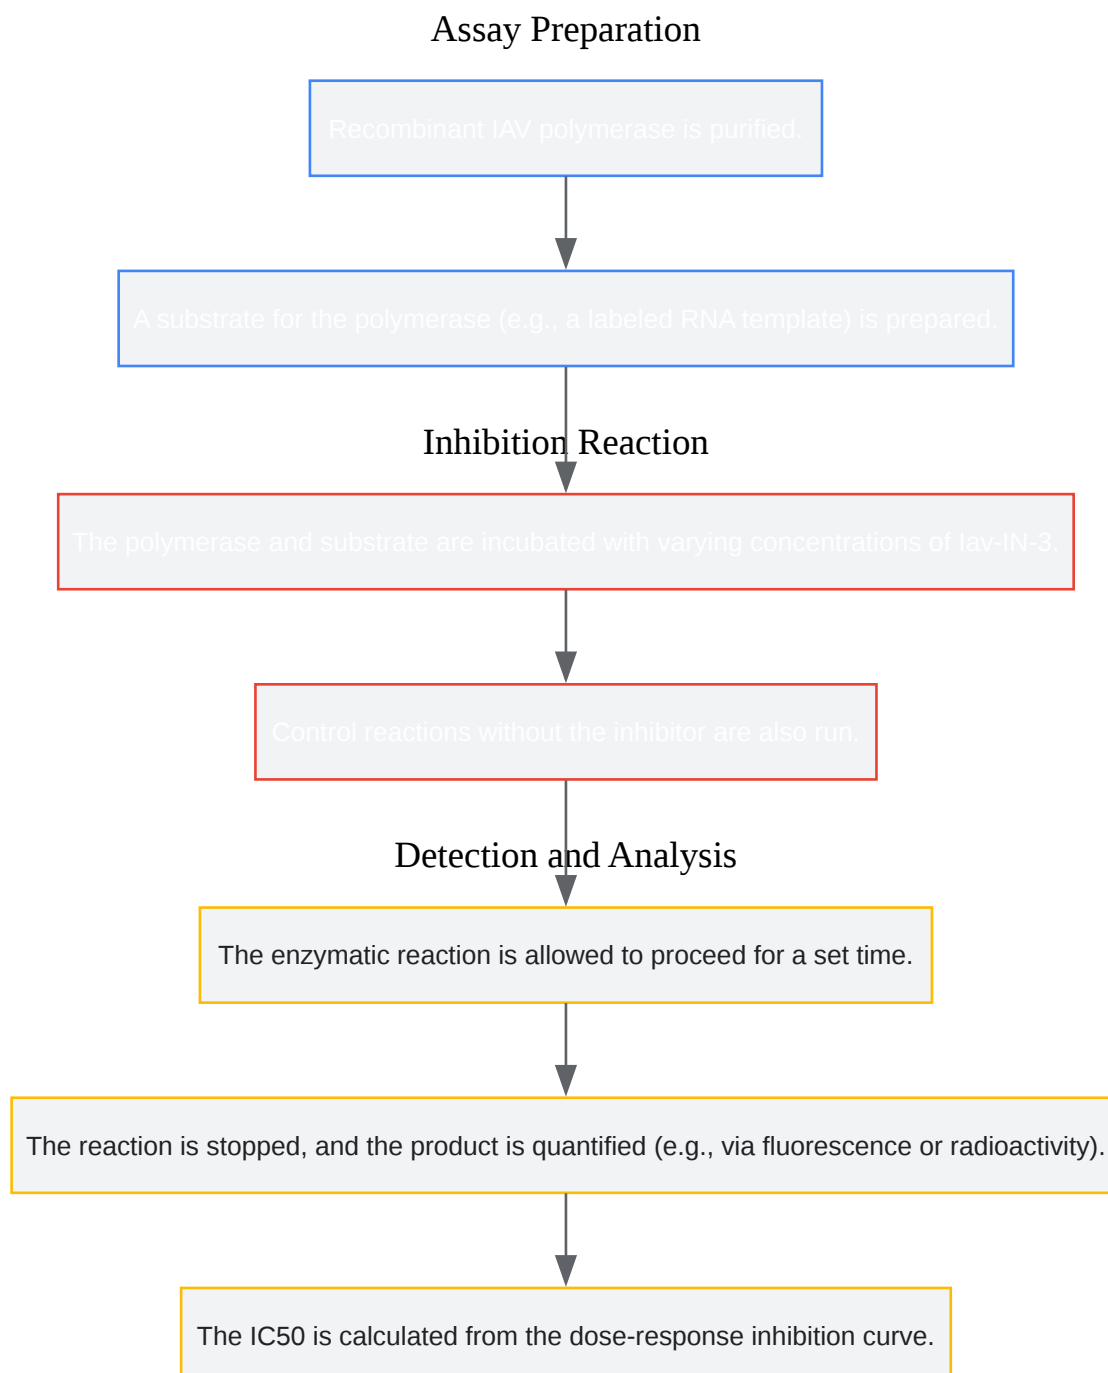 Assay Preparation
Recombinant IAV polymerase is purified.
A substrate for the polymerase (e.g., a labeled RNA template) is prepared.
Inhibition Reaction
The polymerase and substrate are incubated with varying concentrations of Iav-IN-3.
Control reactions without the inhibitor are also run.
Detection and Analysis
The enzymatic reaction is allowed to proceed for a set time.
The reaction is stopped, and the product is quantified (e.g., via fluorescence or radioactivity).
The IC50 is calculated from the dose-response inhibition curve.